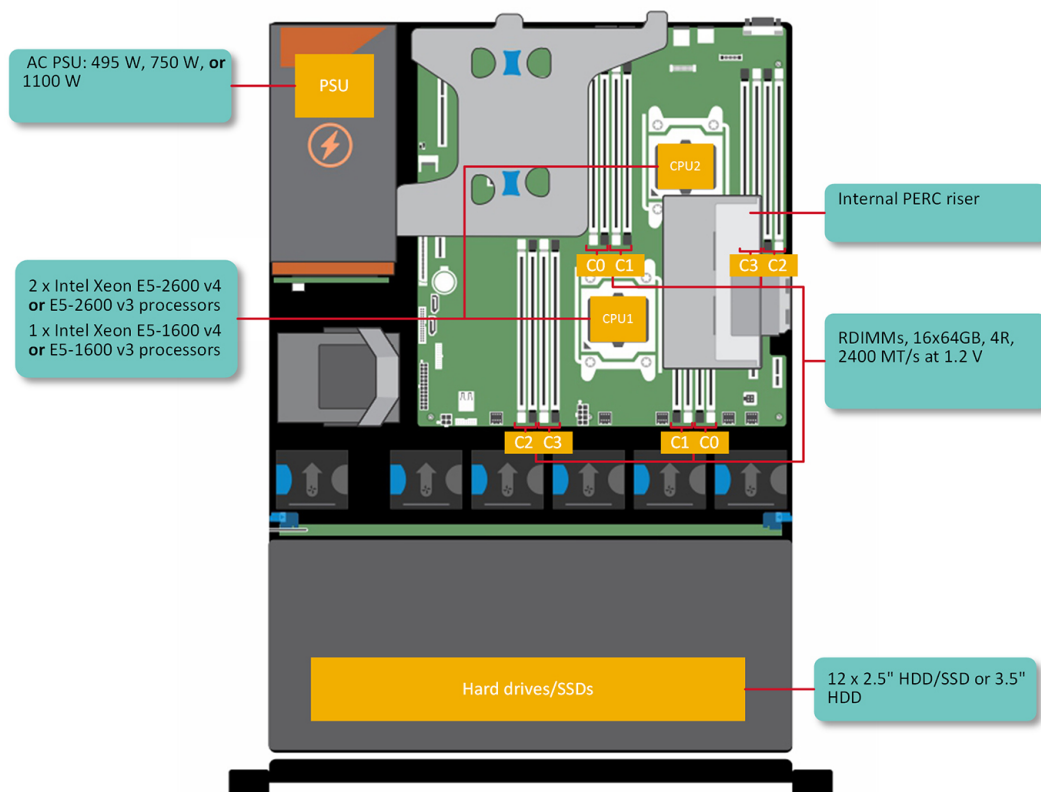 AC PSU: 495 W, 750 W, or
1100 W
PSU
CPU2
Internal PERC riser
C0
C1
C3
C2
2 x Intel Xeon E5-2600 v4
or E5-2600 v3 processors
1 x Intel Xeon E5-1600 v4
or E5-1600 v3 processors
CPU1
RDIMMs, 16x64GB, 4R,
2400 MT/s at 1.2 V
C2
C3
C1
C0
Hard drives/SSDs
12 x 2.5" HDD/SSD or 3.5"
HDD